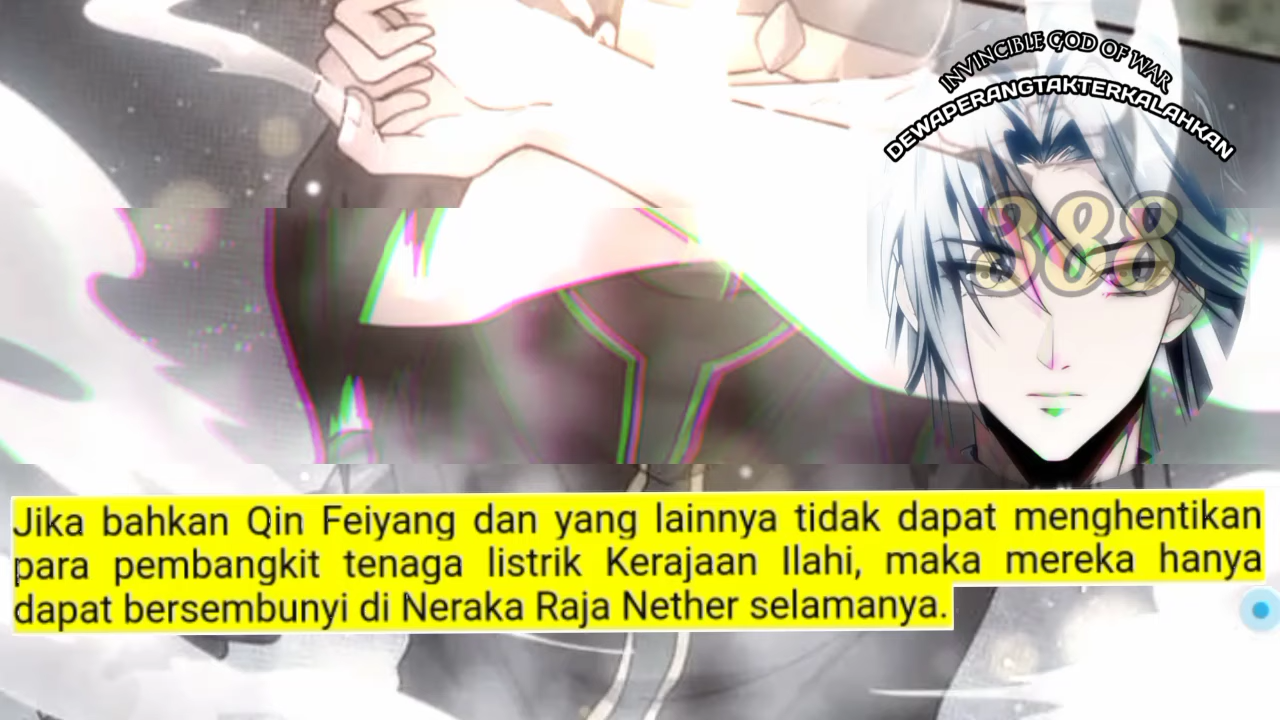 INVINCIBLE GOD OF WAR
DEWAPERANGTAKTERKALAHKAN
388
Jika bahkan Qin Feiyang dan yang lainnya tidak dapat menghentikan
para pembangkit tenaga listrik Kerajaan Ilahi, maka mereka hanya
dapat bersembunyi di Neraka Raja Nether selamanya.